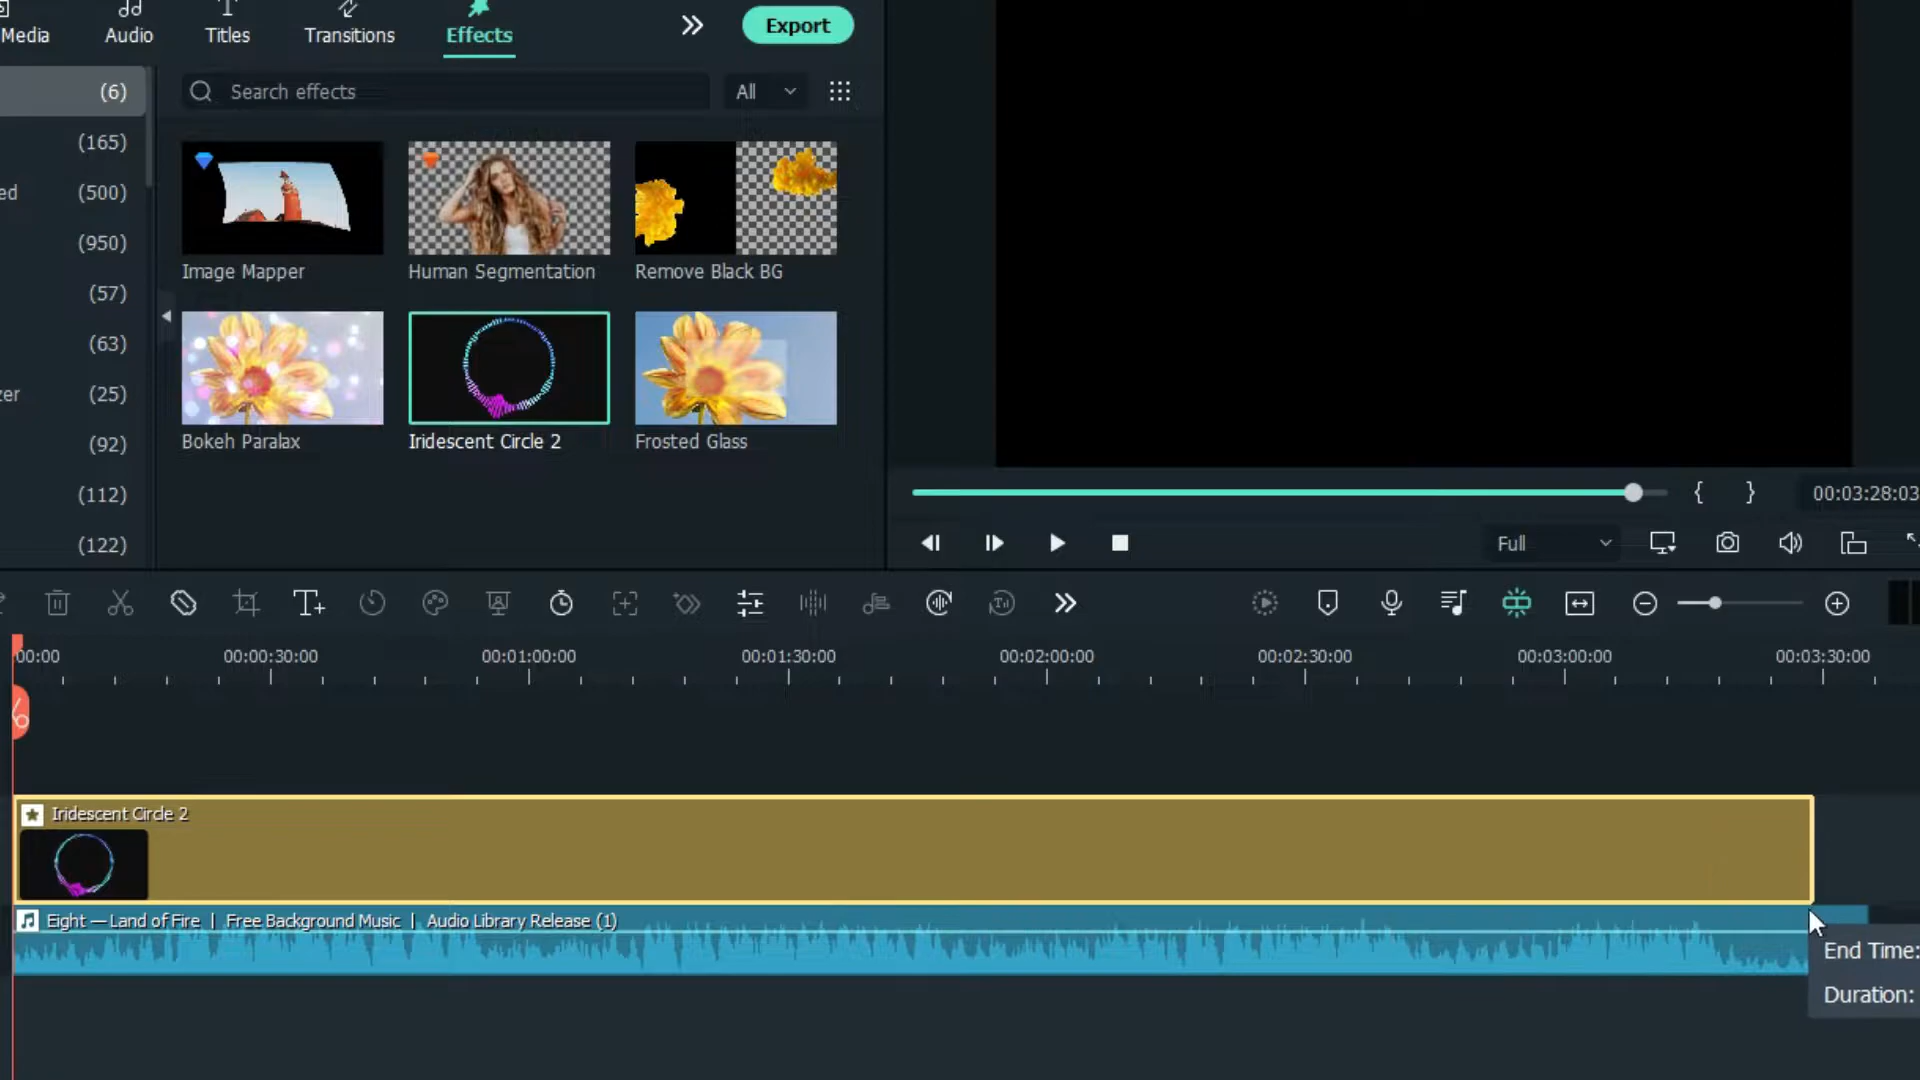 Media
Audio
Titles
Transitions
Effects
Export
(6)
Search effects
All
(165)
ed
(500)
(950)
Image Mapper
Human Segmentation
Remove Black BG
(57)
(63)
zer
(25)
(92)
Bokeh Paralax
Iridescent Circle 2
Frosted Glass
(112)
{ }
00:03:28:03
(122)
Full
00:00
00:00:30:00
00:01:00:00
00:01:30:00
00:02:00:00
00:02:30:00
00:03:00:00
00:03:30:00
Iridescent Circle 2
Eight — Land of Fire | Free Background Music | Audio Library Release (1)
End Time:
Duration: